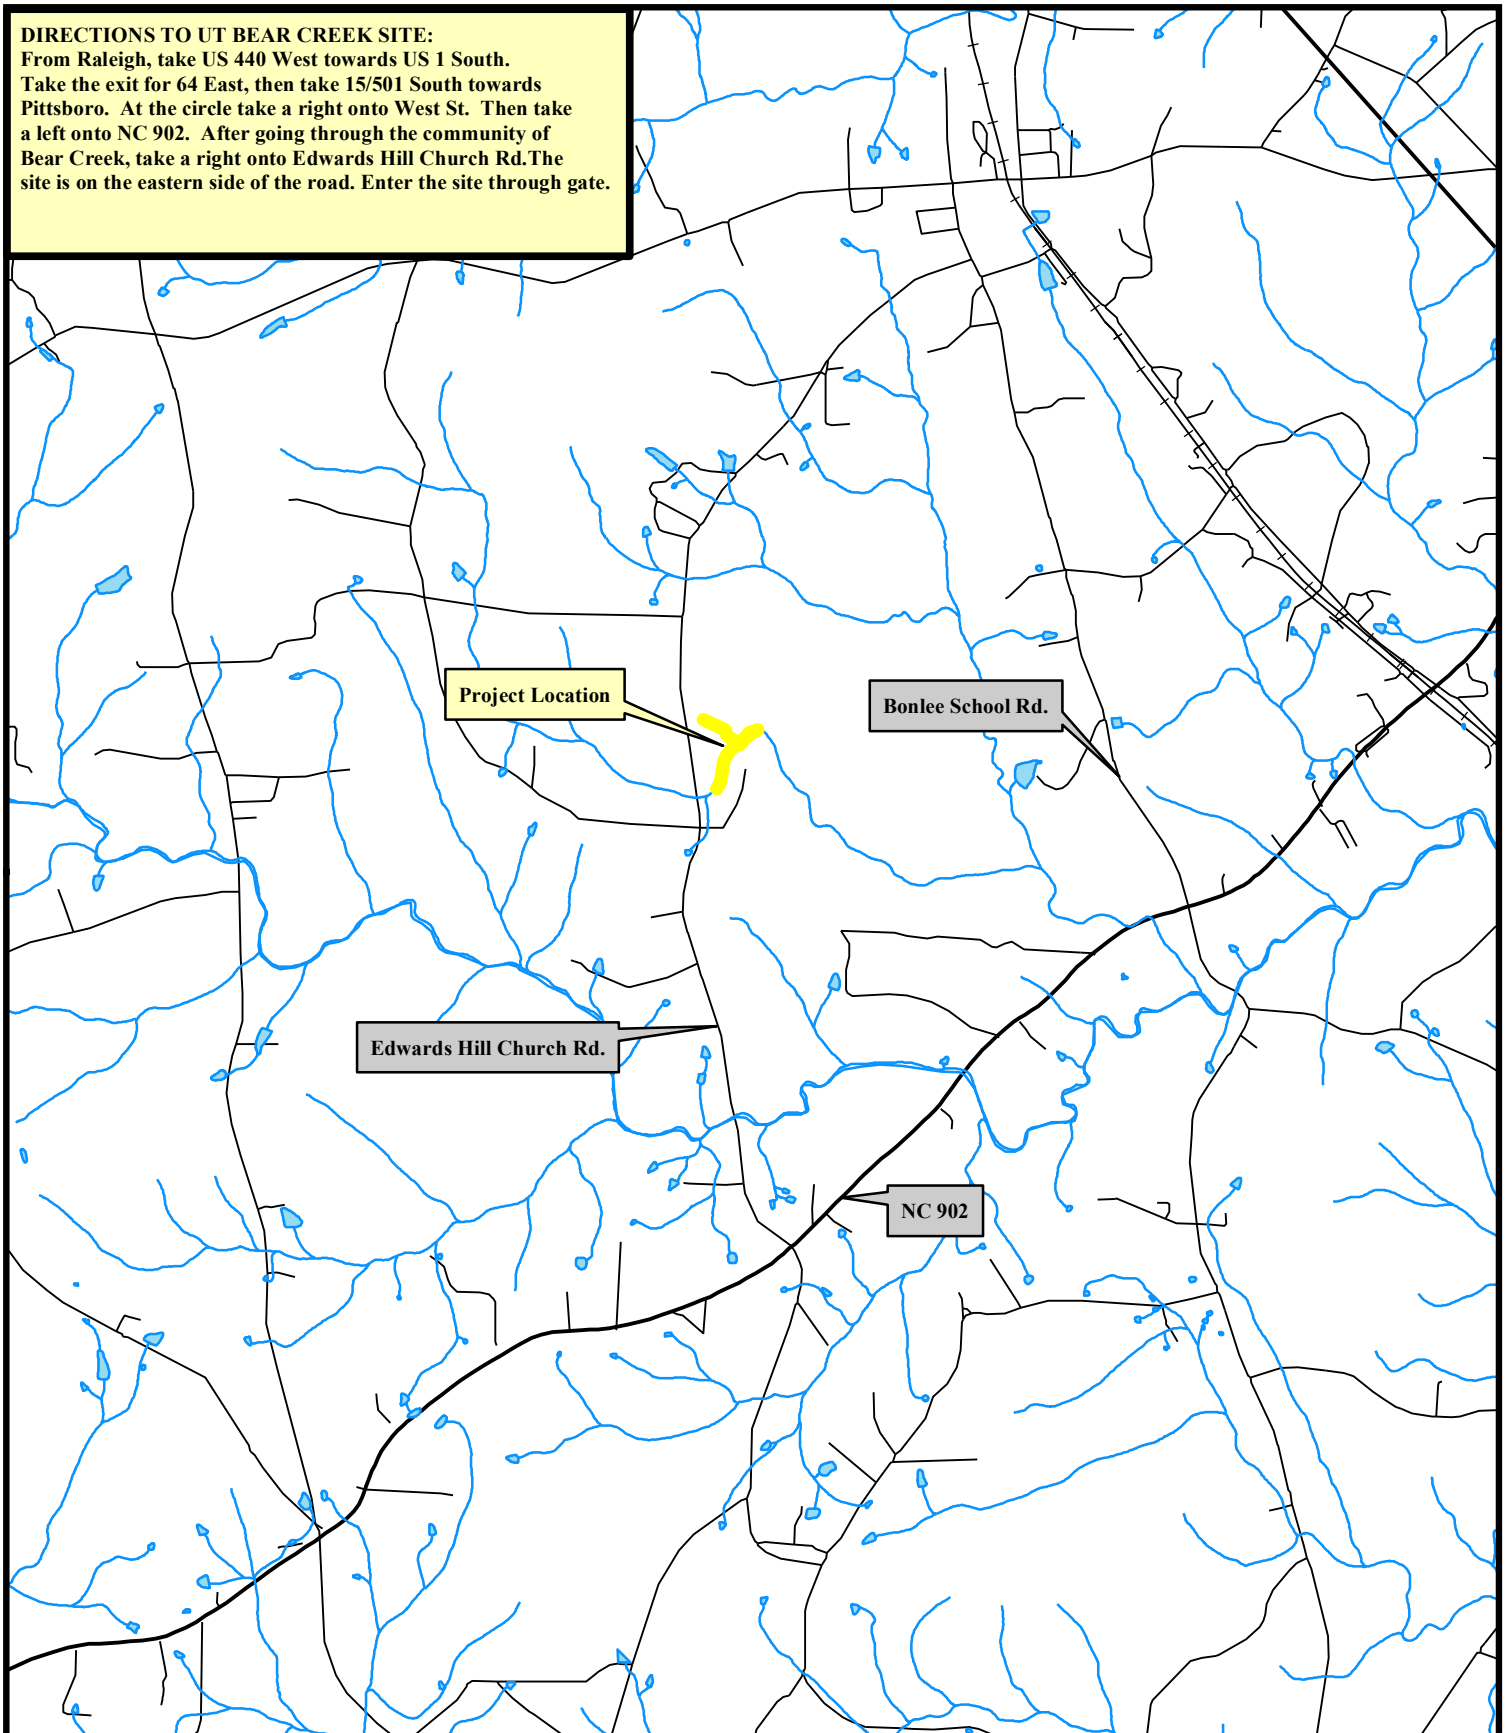 DIRECTIONS TO UT BEAR CREEK SITE:
From Raleigh, take US 440 West towards US 1 South.
Take the exit for 64 East, then take 15/501 South towards
Pittsboro.  At the circle take a right onto West St.  Then take
a left onto NC 902.  After going through the community of
Bear Creek, take a right onto Edwards Hill Church Rd.The
site is on the eastern side of the road. Enter the site through gate.
Project Location
Bonlee School Rd.
Edwards Hill Church Rd.
NC 902